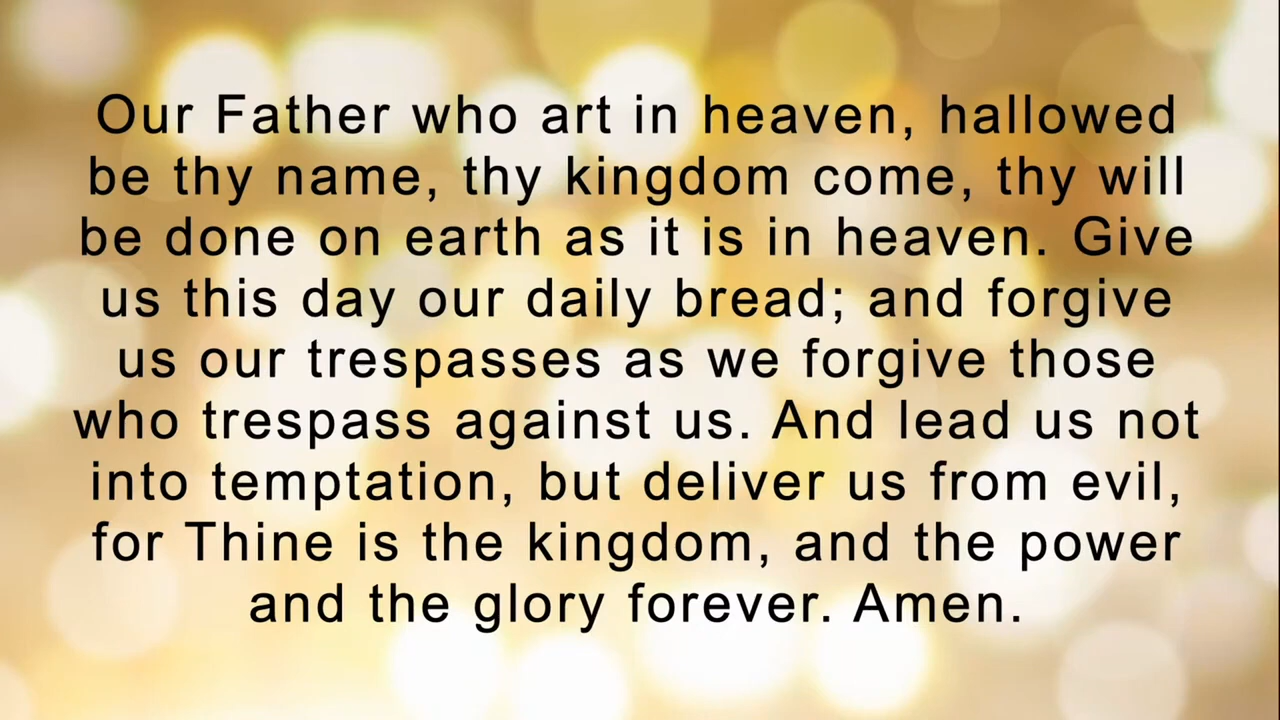 Our Father who art in heaven, hallowed
be thy name, thy kingdom come, thy will
be done on earth as it is in heaven. Give
us this day our daily bread; and forgive
us our trespasses as we forgive those
who trespass against us. And lead us not
into temptation, but deliver us from evil,
for Thine is the kingdom, and the power
and the glory forever. Amen.